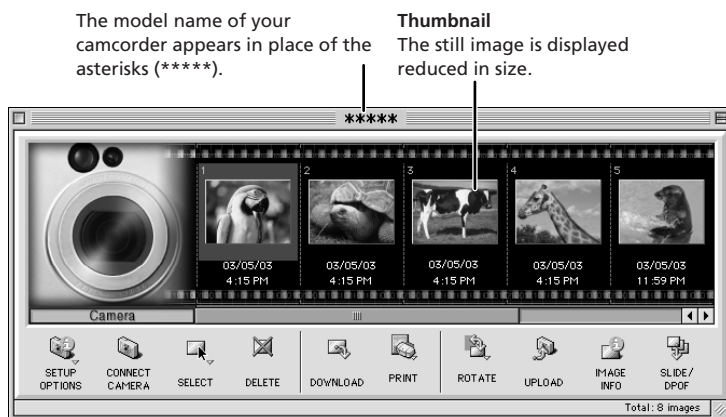 The model name of your
camcorder appears in place of the
asterisks (*****).
Thumbnail
The still image is displayed
reduced in size.
*****
1
2
3
4
5
03/05/03
4:15 PM
03/05/03
4:15 PM
03/05/03
4:15 PM
03/05/03
4:15 PM
03/05/03
11:59 PM
Camera
SETUP
OPTIONS
CONNECT
CAMERA
SELECT
DELETE
DOWNLOAD
PRINT
ROTATE
UPLOAD
IMAGE
INFO
SLIDE/
DPOF
Total: 8 images